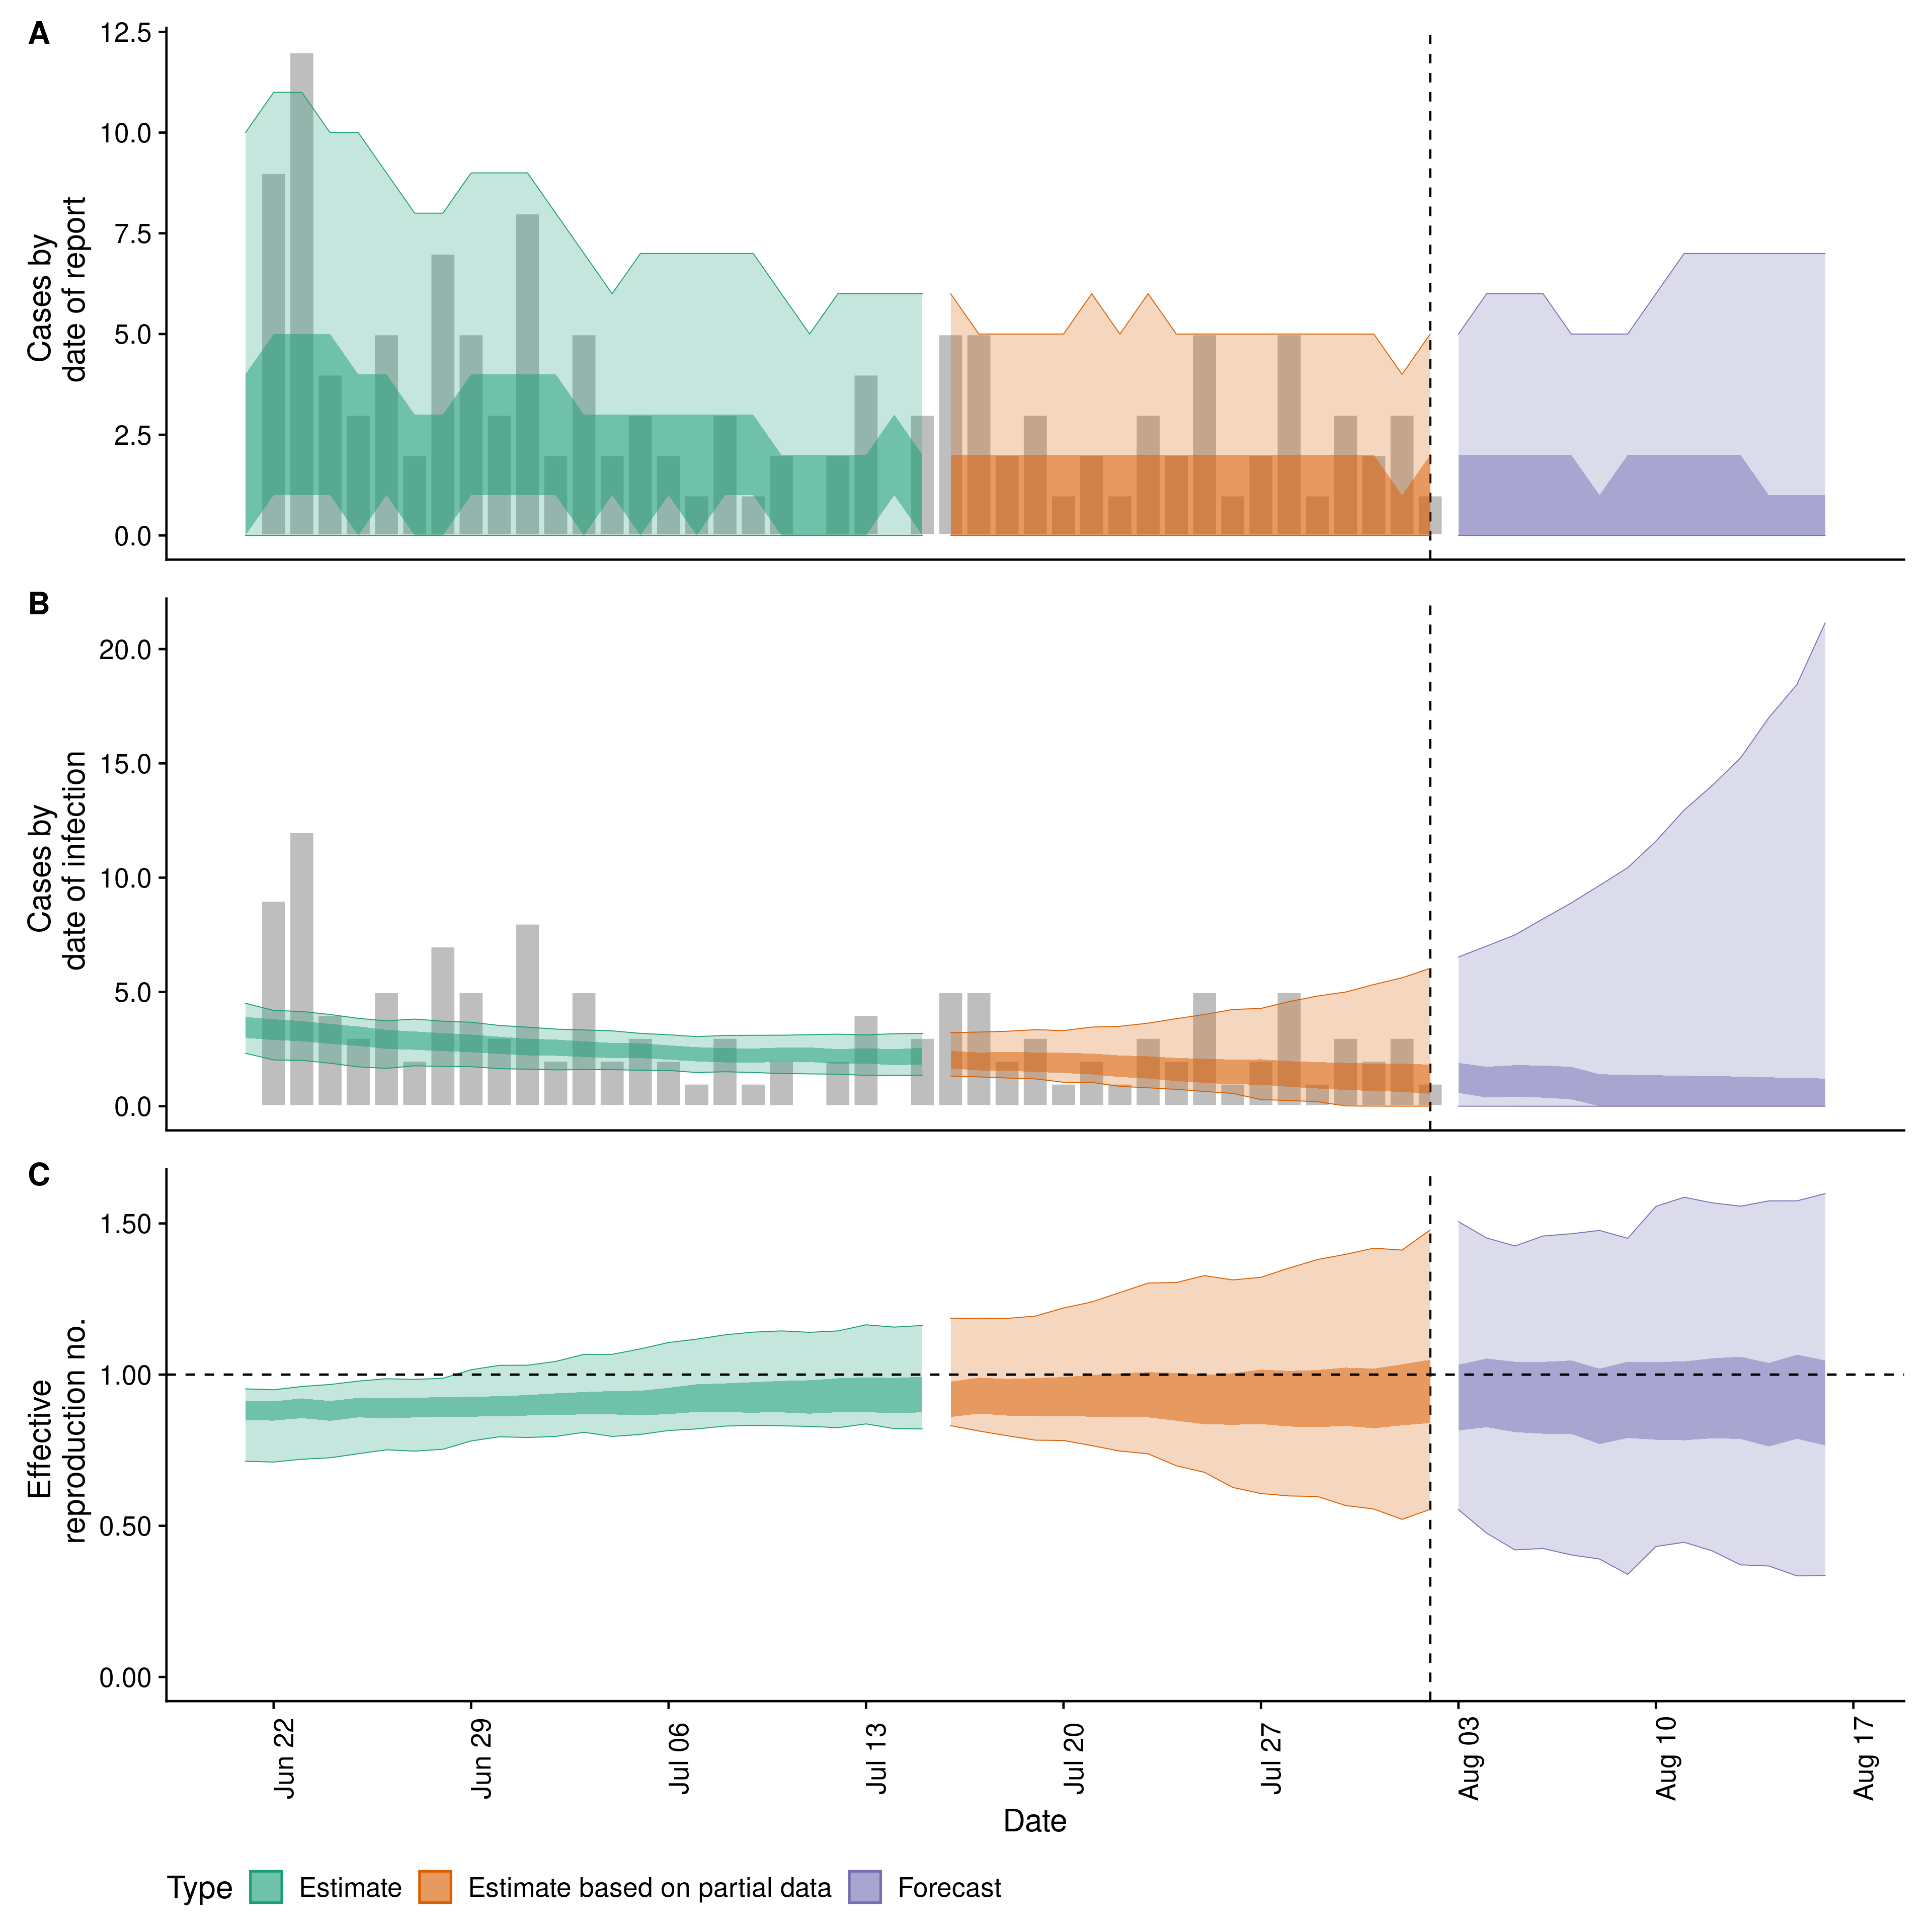 A
12.5
10.0
7.5
5.0
2.5
0.0
Cases by
date of report
B
20.0
15.0
10.0
5.0
0.0
Cases by
date of infection
C
1.50
1.00
0.50
0.00
Effective
reproduction no.
Jun 22
Jun 29
Jul 06
Jul 13
Jul 20
Jul 27
Aug 03
Aug 10
Aug 17
Date
Type Estimate Estimate based on partial data Forecast